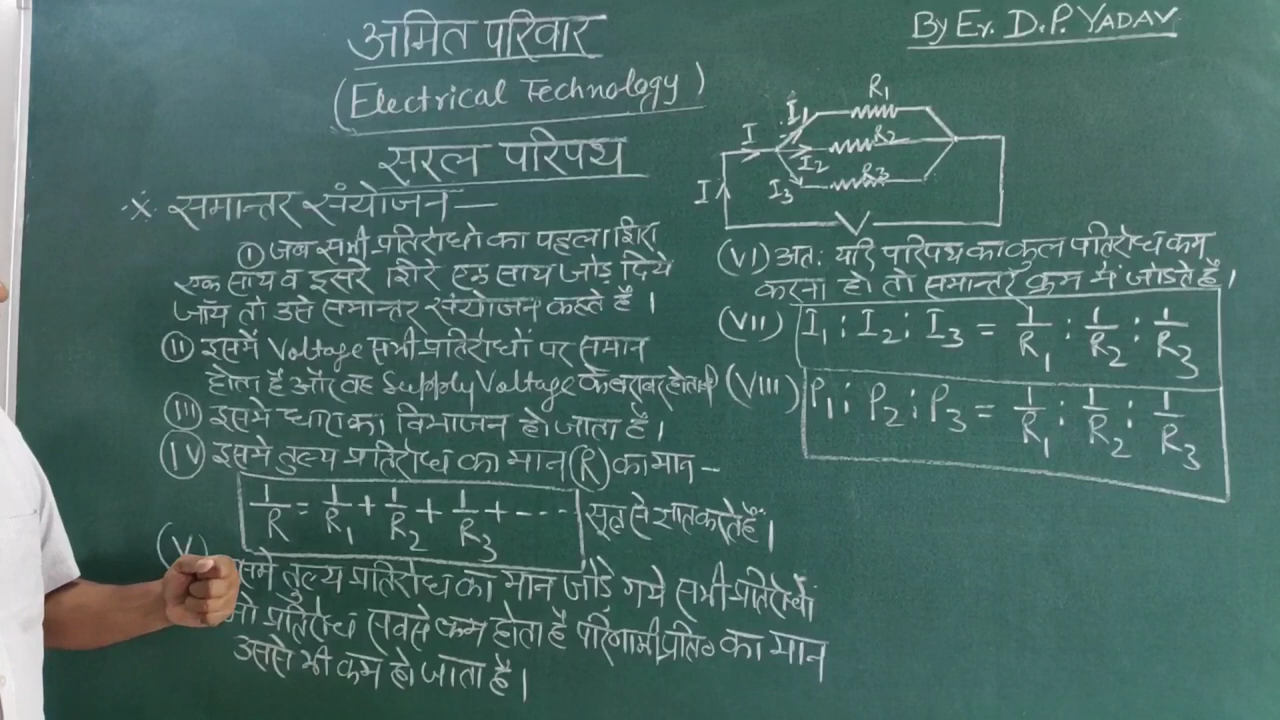 अमित परिवार
By Er. D.P. YADAV
(Electrical Technology)
सरल परिपथ
समान्तर संयोजन—
(I) जब सभी प्रतिरोधो का पहला शिरा
एक साथ व दूसरे शिरे एक साथ जोड़ दिये
जाँय तो उसे समान्तर संयोजन कहते हैं।
(II) इसमें Voltage सभी प्रतिरोधों पर समान
होता है और वह Supply Voltage के बराबर होता है
(III) इसमे धारा का विभाजन हो जाता है।
(IV) इसमे तुल्य प्रतिरोध का मान (R) का मान –
1/R = 1/R₁ + 1/R₂ + 1/R₃ + ---- सूत्र से ज्ञात करते हैं।
(V) समे तुल्य प्रतिरोध का मान जोडे गये सभी प्रतिरोधो
जो प्रतिरोध सबसे कम होता है परिणामी प्रति० का मान
उससे भी कम हो जाता है।
R₁
I₁
I
R₂
I₂
I
I₃
R₃
V
(VI) अतः यदि परिपथ का कुल प्रतिरोध कम
करना हो तो समान्तर क्रम में जोडते हैं।
(VII) I₁ : I₂ : I₃ = 1/R₁ : 1/R₂ : 1/R₃
(VIII) P₁ : P₂ : P₃ = 1/R₁ : 1/R₂ : 1/R₃